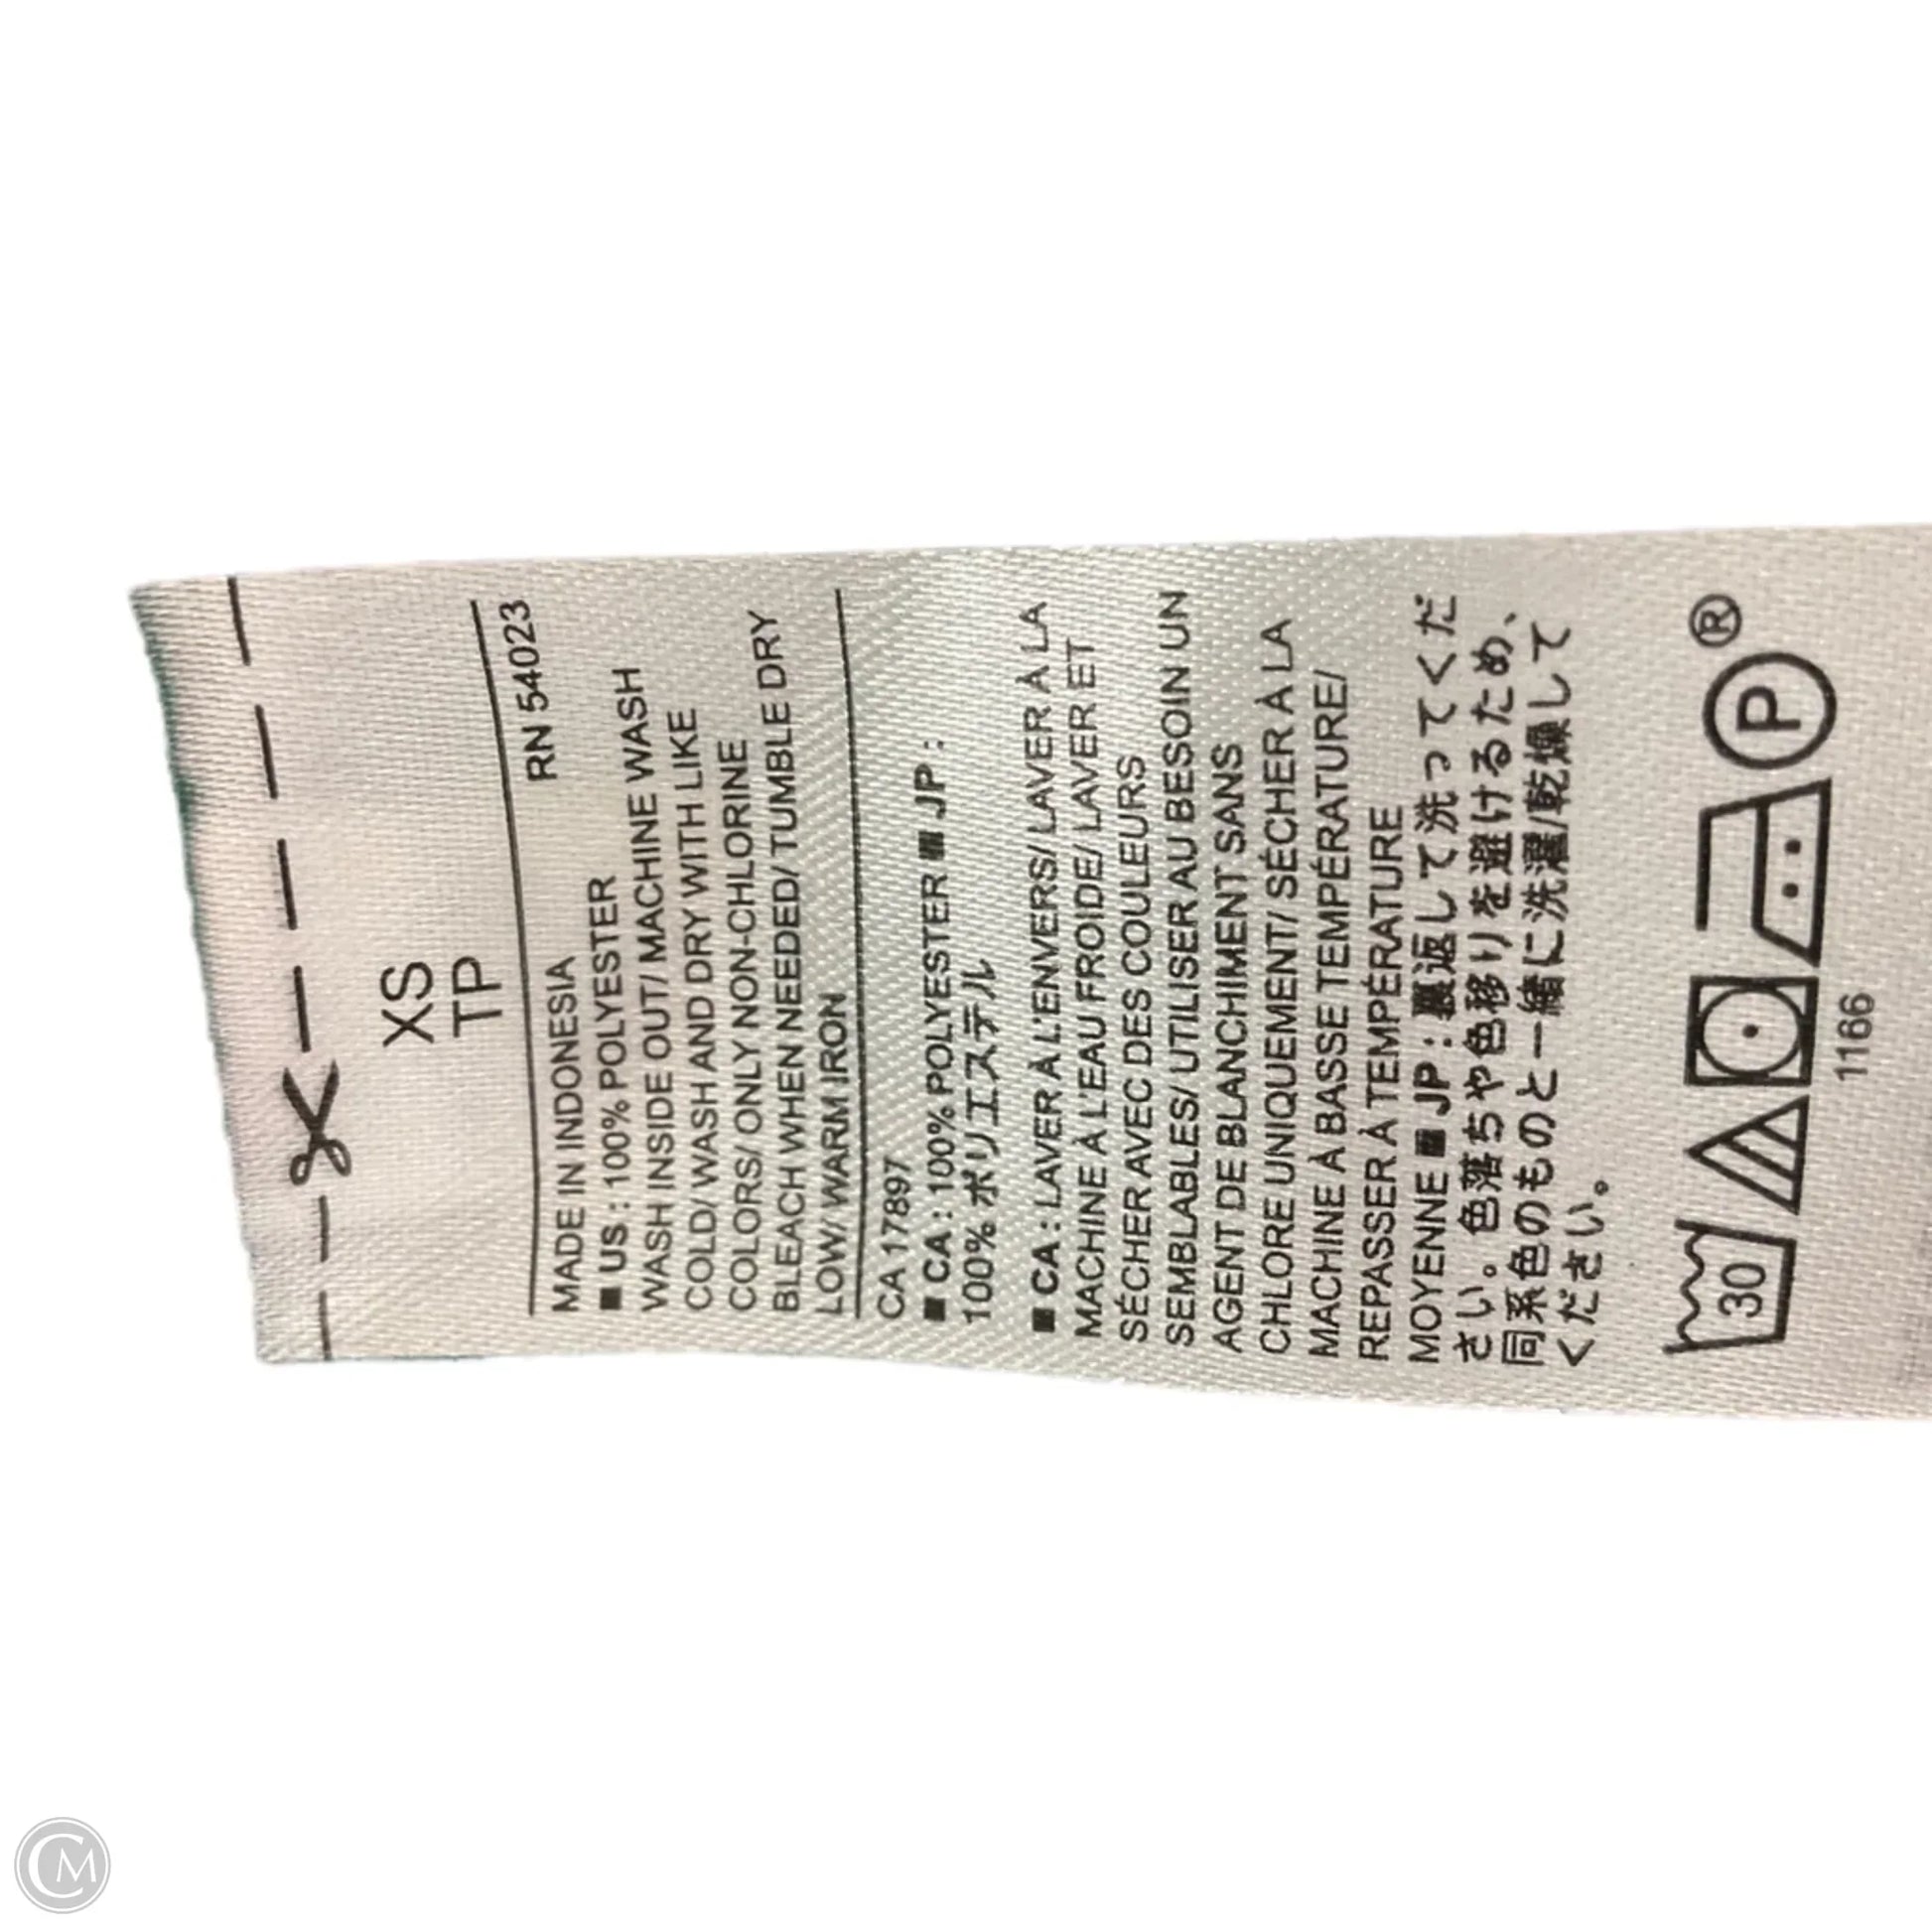 XS
TP
RN 54023
MADE IN INDONESIA
■ US : 100% POLYESTER
WASH INSIDE OUT/ MACHINE WASH
COLD/ WASH AND DRY WITH LIKE
COLORS/ ONLY NON-CHLORINE
BLEACH WHEN NEEDED/ TUMBLE DRY
LOW/ WARM IRON
CA 17897
■ CA : 100% POLYESTER ■ JP :
100% ポリエステル
■ CA : LAVER À L'ENVERS/ LAVER À LA
MACHINE À L'EAU FROIDE/ LAVER ET
SÉCHER AVEC DES COULEURS
SEMBLABLES/ UTILISER AU BESOIN UN
AGENT DE BLANCHIMENT SANS
CHLORE UNIQUEMENT/ SÉCHER À LA
MACHINE À BASSE TEMPÉRATURE/
REPASSER À TEMPÉRATURE
MOYENNE ■ JP : 裏返して洗ってくだ
さい。色落ちや色移りを避けるため、
同系色のものと一緒に洗濯/乾燥して
ください。
30 P ®
1166
CM